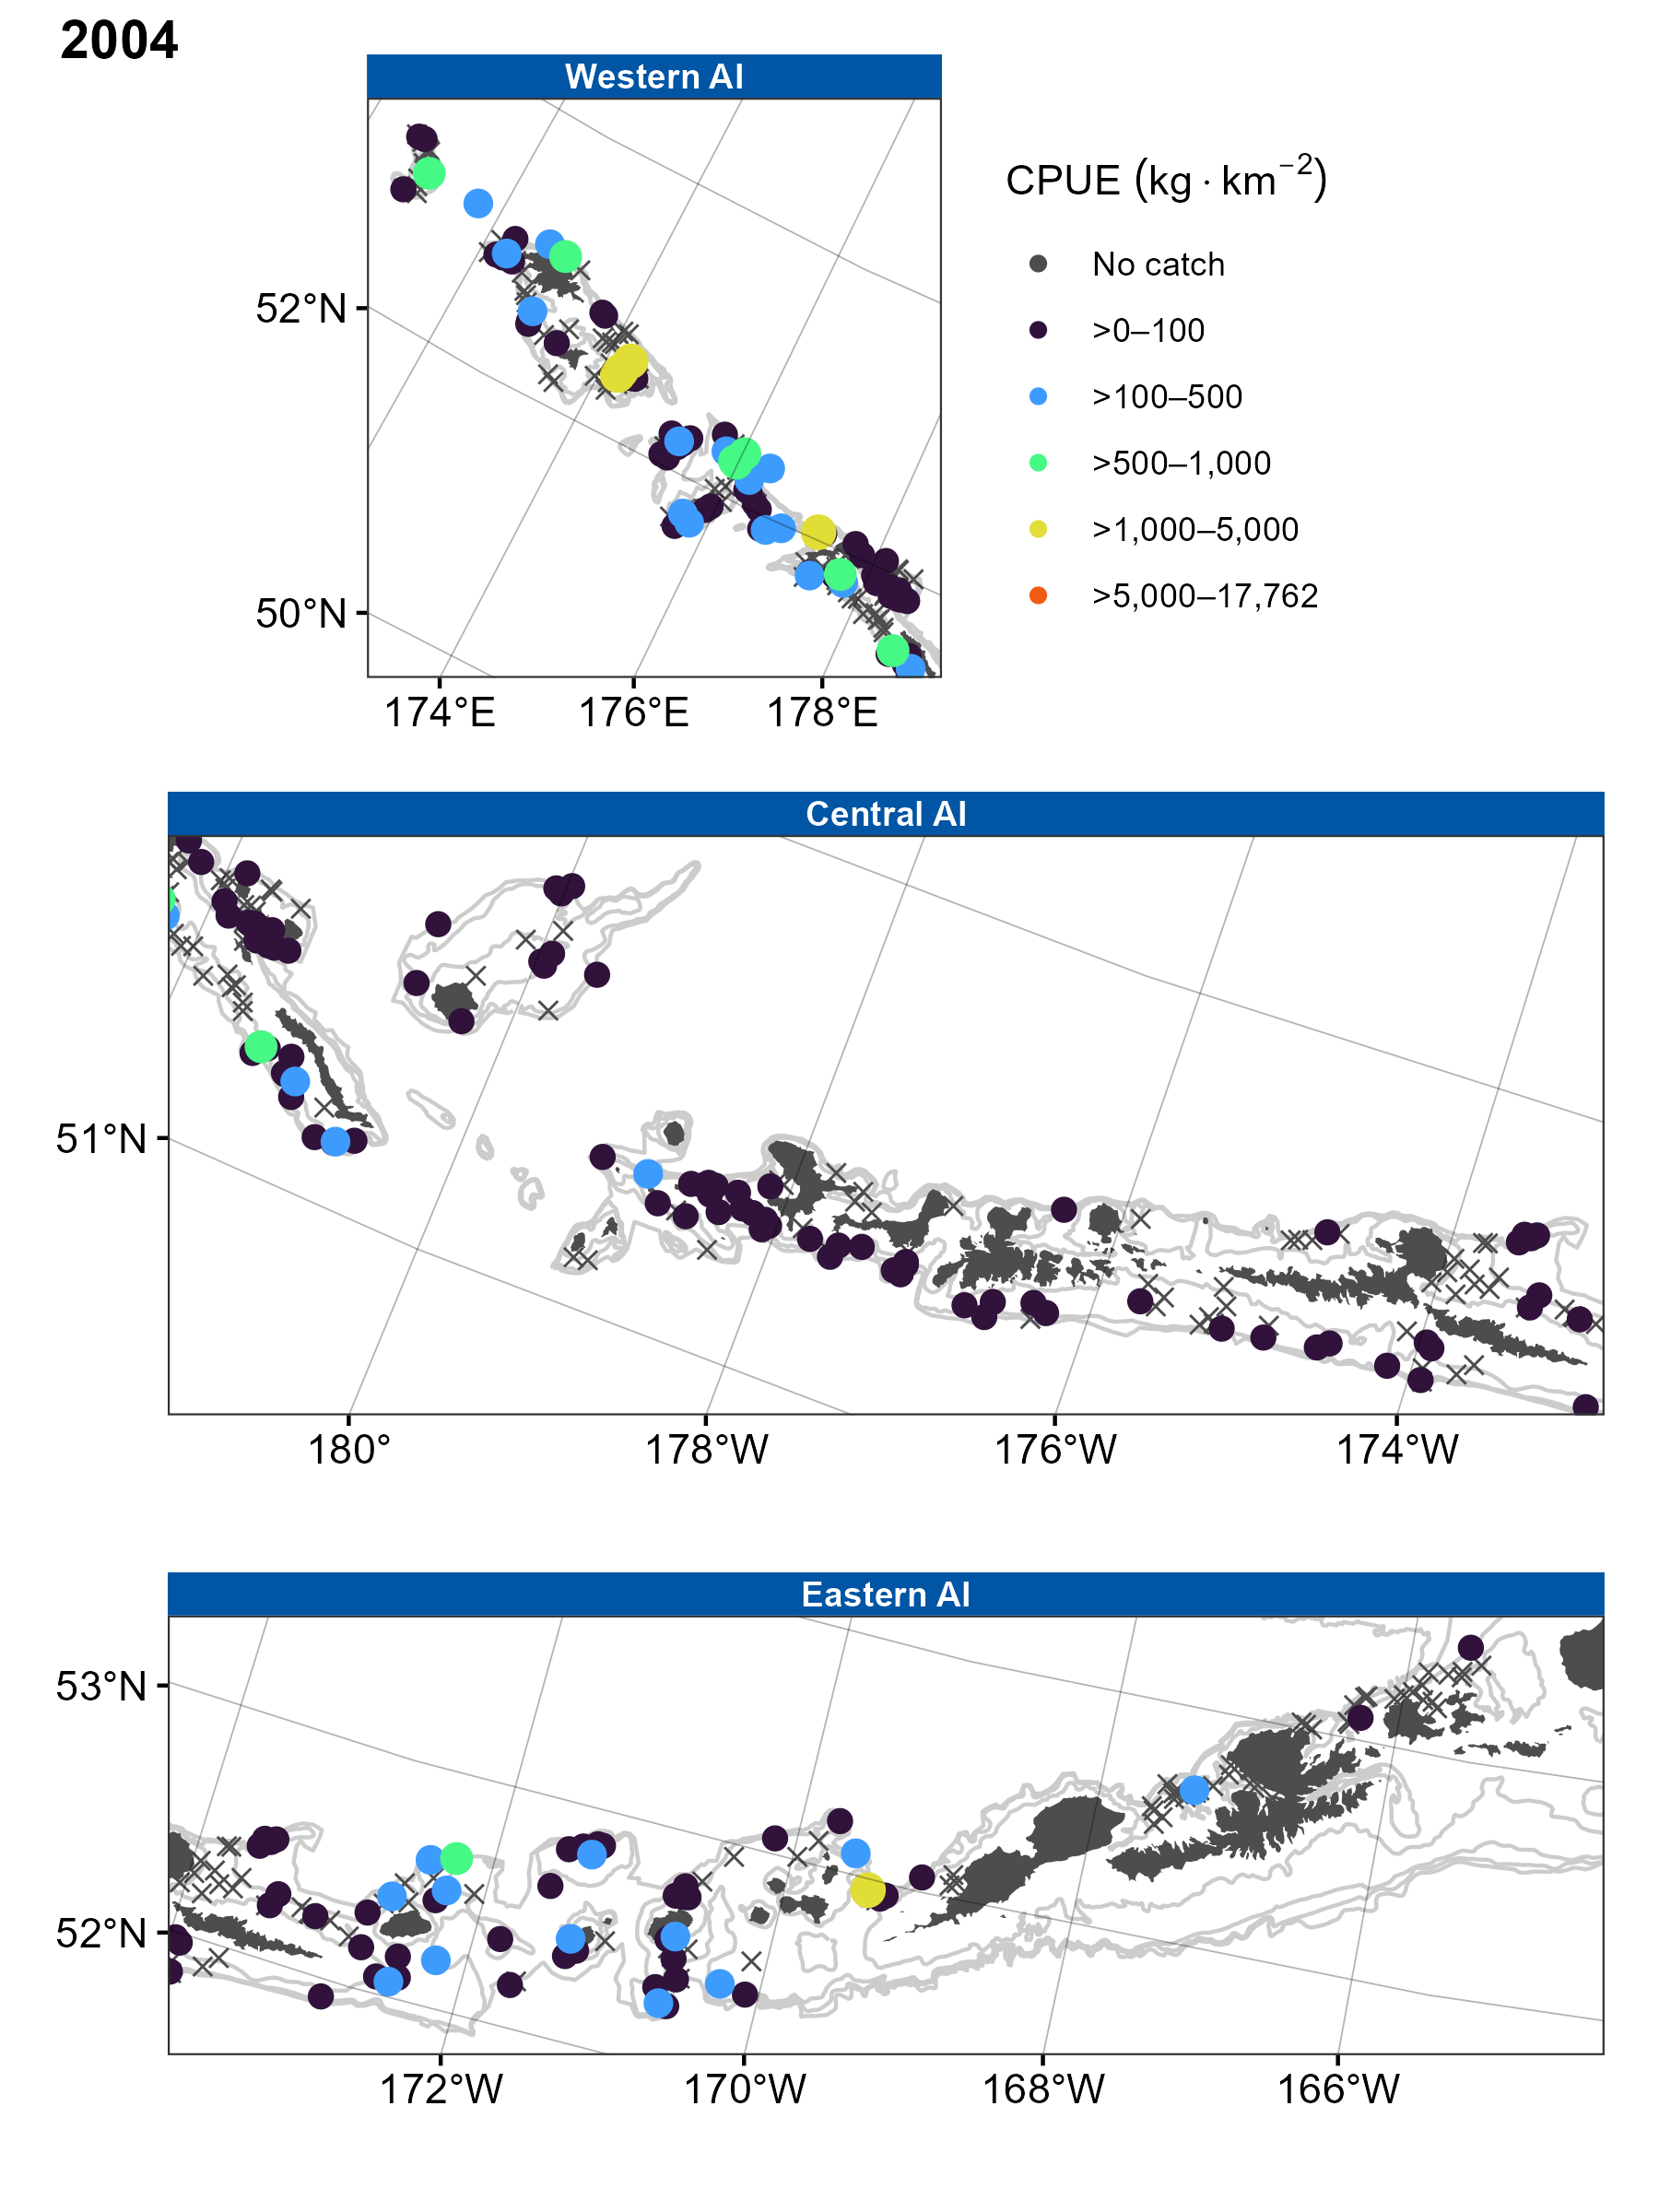 2004
Western AI
52°N
50°N
174°E 176°E 178°E
CPUE (kg · km⁻²)
No catch
>0–100
>100–500
>500–1,000
>1,000–5,000
>5,000–17,762
Central AI
51°N
180° 178°W 176°W 174°W
Eastern AI
53°N
52°N
172°W 170°W 168°W 166°W